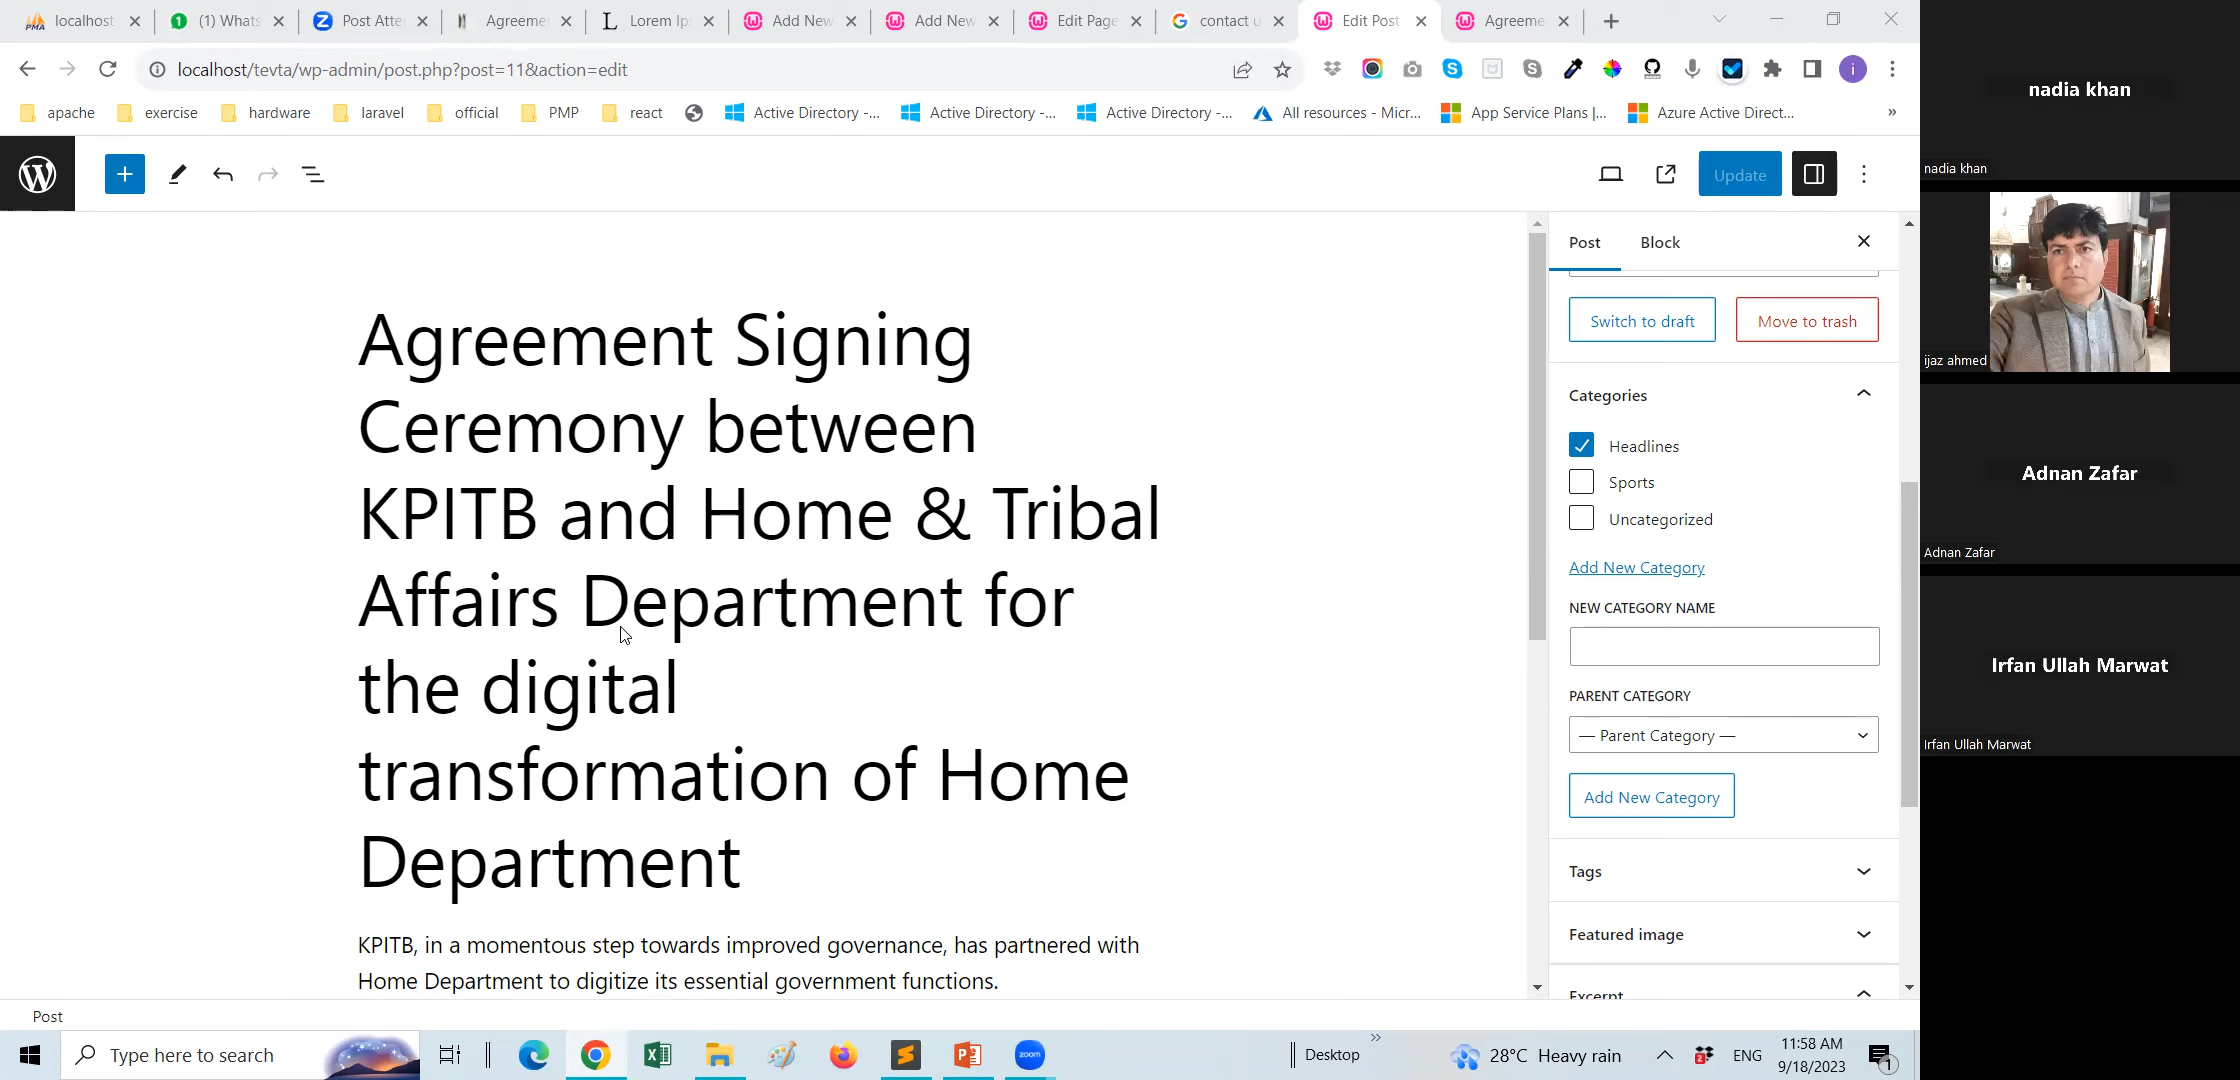 localhost
(1) Whats
Post Atte
Agreeme
Lorem Ip
Add New
Add New
Edit Page
contact u
Edit Post
Agreeme
localhost/tevta/wp-admin/post.php?post=11&action=edit
apache
exercise
hardware
laravel
official
PMP
react
Active Directory -...
Active Directory -...
Active Directory -...
All resources - Micr...
App Service Plans |...
Azure Active Direct...
»
Update
Post
Block
Switch to draft
Move to trash
Categories
Headlines
Sports
Uncategorized
Add New Category
NEW CATEGORY NAME
PARENT CATEGORY
— Parent Category —
Add New Category
Tags
Featured image
Excerpt
Agreement Signing
Ceremony between
KPITB and Home & Tribal
Affairs Department for
the digital
transformation of Home
Department
KPITB, in a momentous step towards improved governance, has partnered with
Home Department to digitize its essential government functions.
Post
Type here to search
zoom
Desktop
28°C Heavy rain
ENG
11:58 AM
9/18/2023
1
nadia khan
nadia khan
ijaz ahmed
Adnan Zafar
Adnan Zafar
Irfan Ullah Marwat
Irfan Ullah Marwat